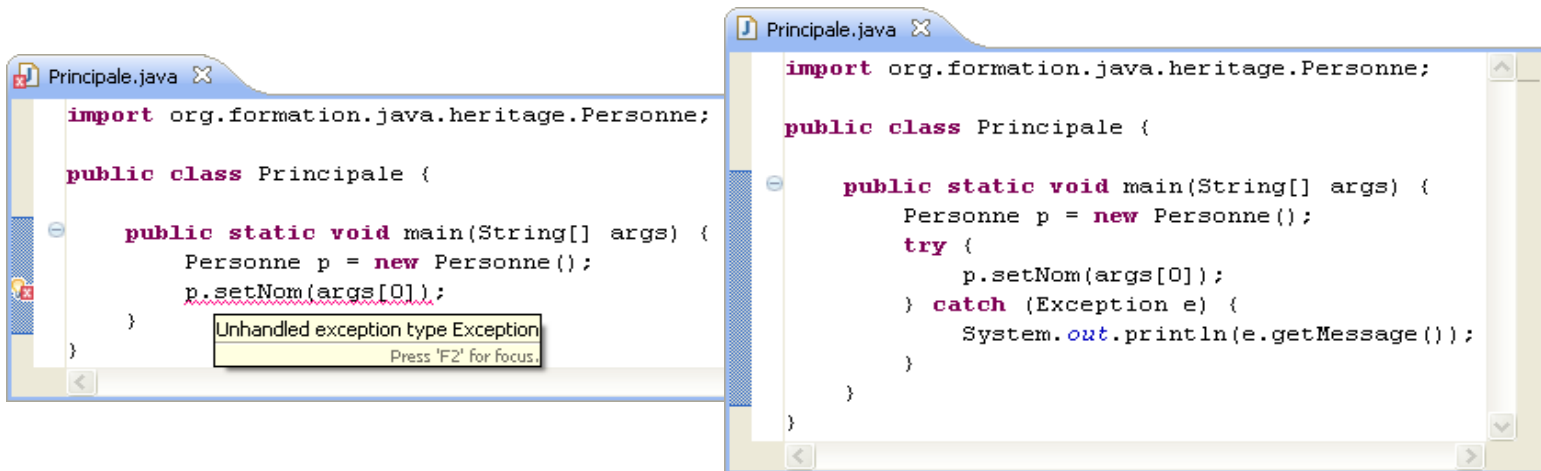 Principale.java
import org.formation.java.heritage.Personne;
public class Principale {
public static void main(String[] args) {
Personne p = new Personne();
p.setNom(args[0]);
}
}
Unhandled exception type Exception
Press 'F2' for focus.
Principale.java
import org.formation.java.heritage.Personne;
public class Principale {
public static void main(String[] args) {
Personne p = new Personne();
try {
p.setNom(args[0]);
} catch (Exception e) {
System.out.println(e.getMessage());
}
}
}